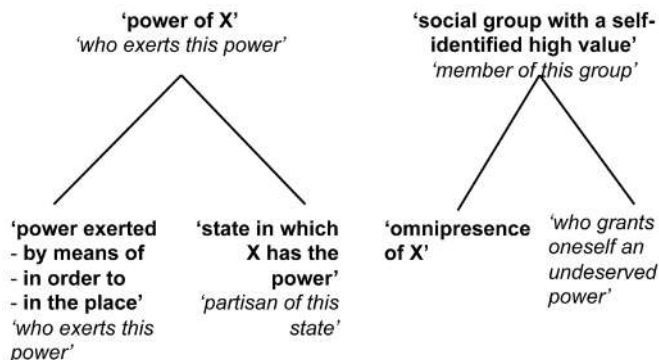 ‘power of X’
‘who exerts this power’
‘social group with a self-
identified high value’
‘member of this group’
‘power exerted
- by means of
- in order to
- in the place’
‘who exerts this
power’
‘state in which
X has the
power’
‘partisan of this
state’
‘omnipresence
of X’
‘who grants
oneself an
undeserved
power’